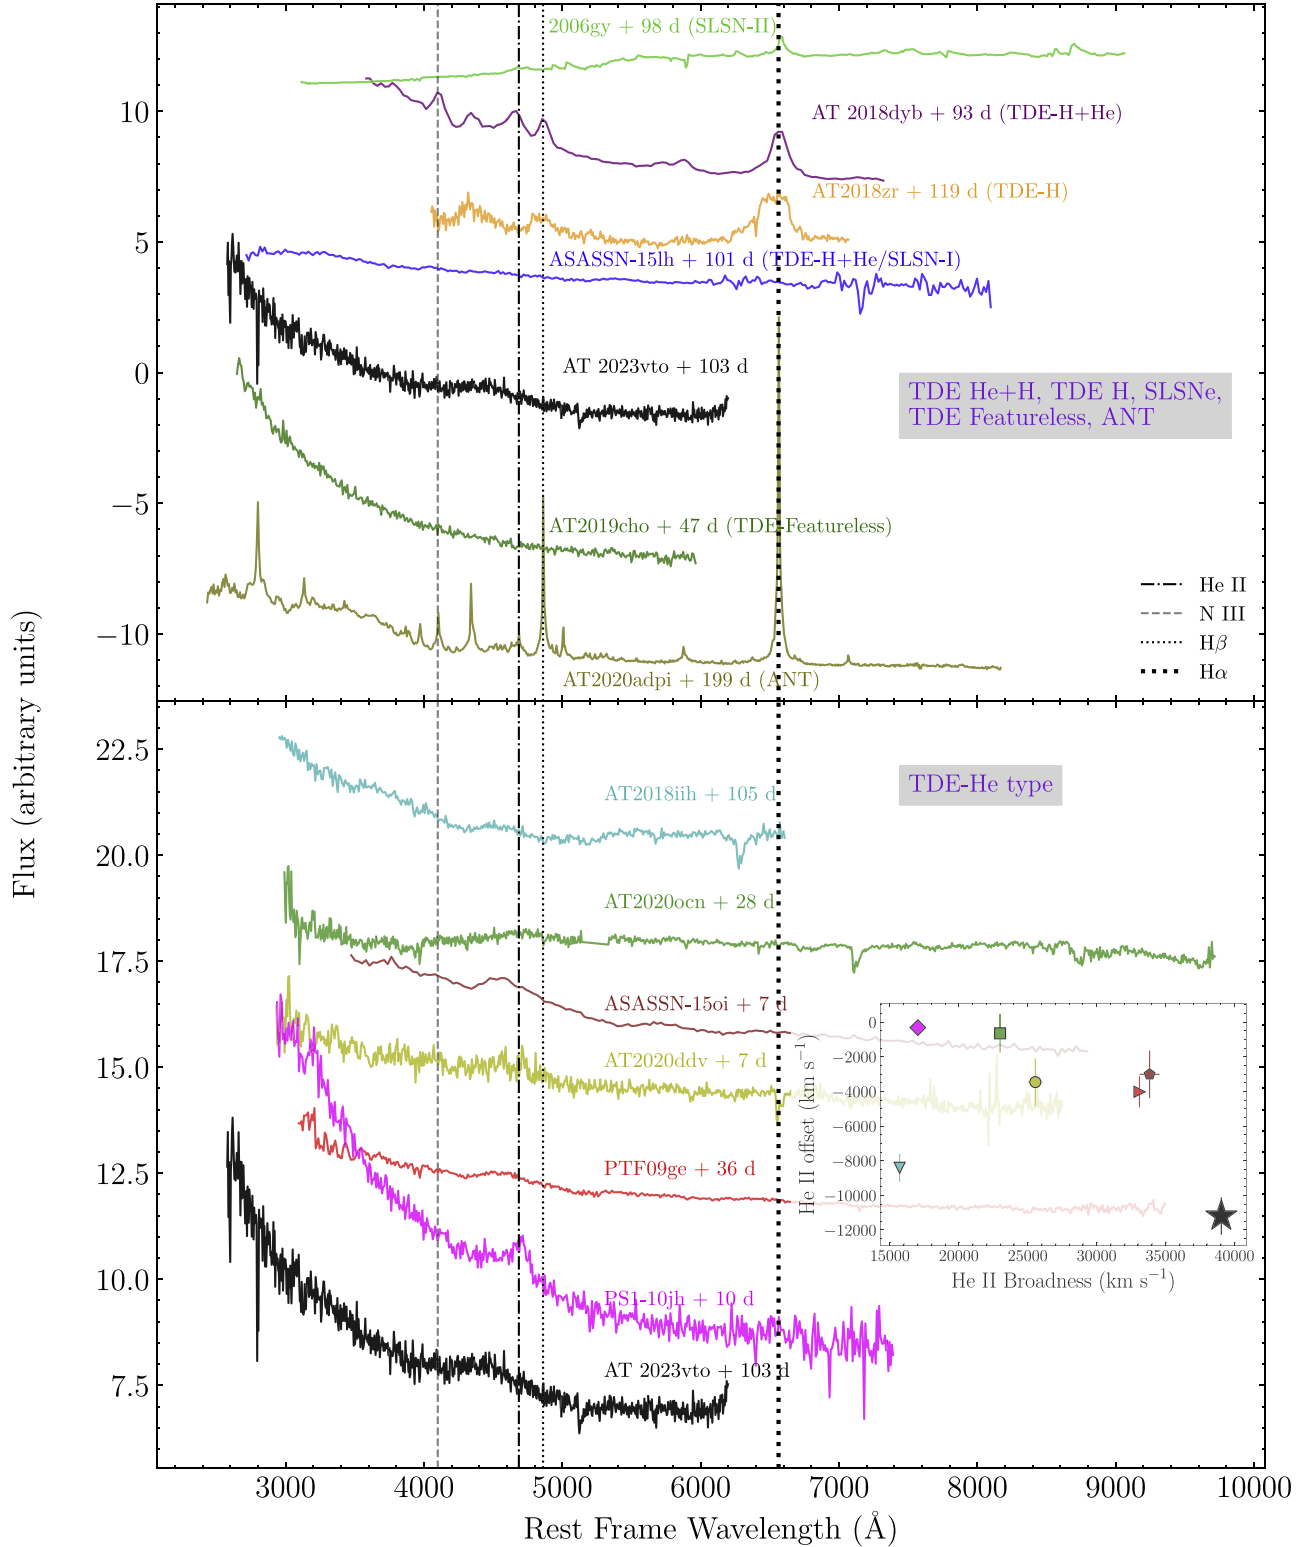 2006gy + 98 d (SLSN-II)
AT 2018dyb + 93 d (TDE-H+He)
AT2018zr + 119 d (TDE-H)
ASASSN-15lh + 101 d (TDE-H+He/SLSN-I)
AT 2023vto + 103 d
TDE He+H, TDE H, SLSNe,
TDE Featureless, ANT
AT2019cho + 47 d (TDE-Featureless)
AT2020adpi + 199 d (ANT)
He II
N III
Hβ
Hα
10
5
0
−5
−10
Flux (arbitrary units)
TDE-He type
AT2018iih + 105 d
AT2020ocn + 28 d
ASASSN-15oi + 7 d
AT2020ddv + 7 d
PTF09ge + 36 d
PS1-10jh + 10 d
AT 2023vto + 103 d
22.5
20.0
17.5
15.0
12.5
10.0
7.5
He II offset (km s⁻¹)
0
−2000
−4000
−6000
−8000
−10000
−12000
15000 20000 25000 30000 35000 40000
He II Broadness (km s⁻¹)
3000 4000 5000 6000 7000 8000 9000 10000
Rest Frame Wavelength (Å)